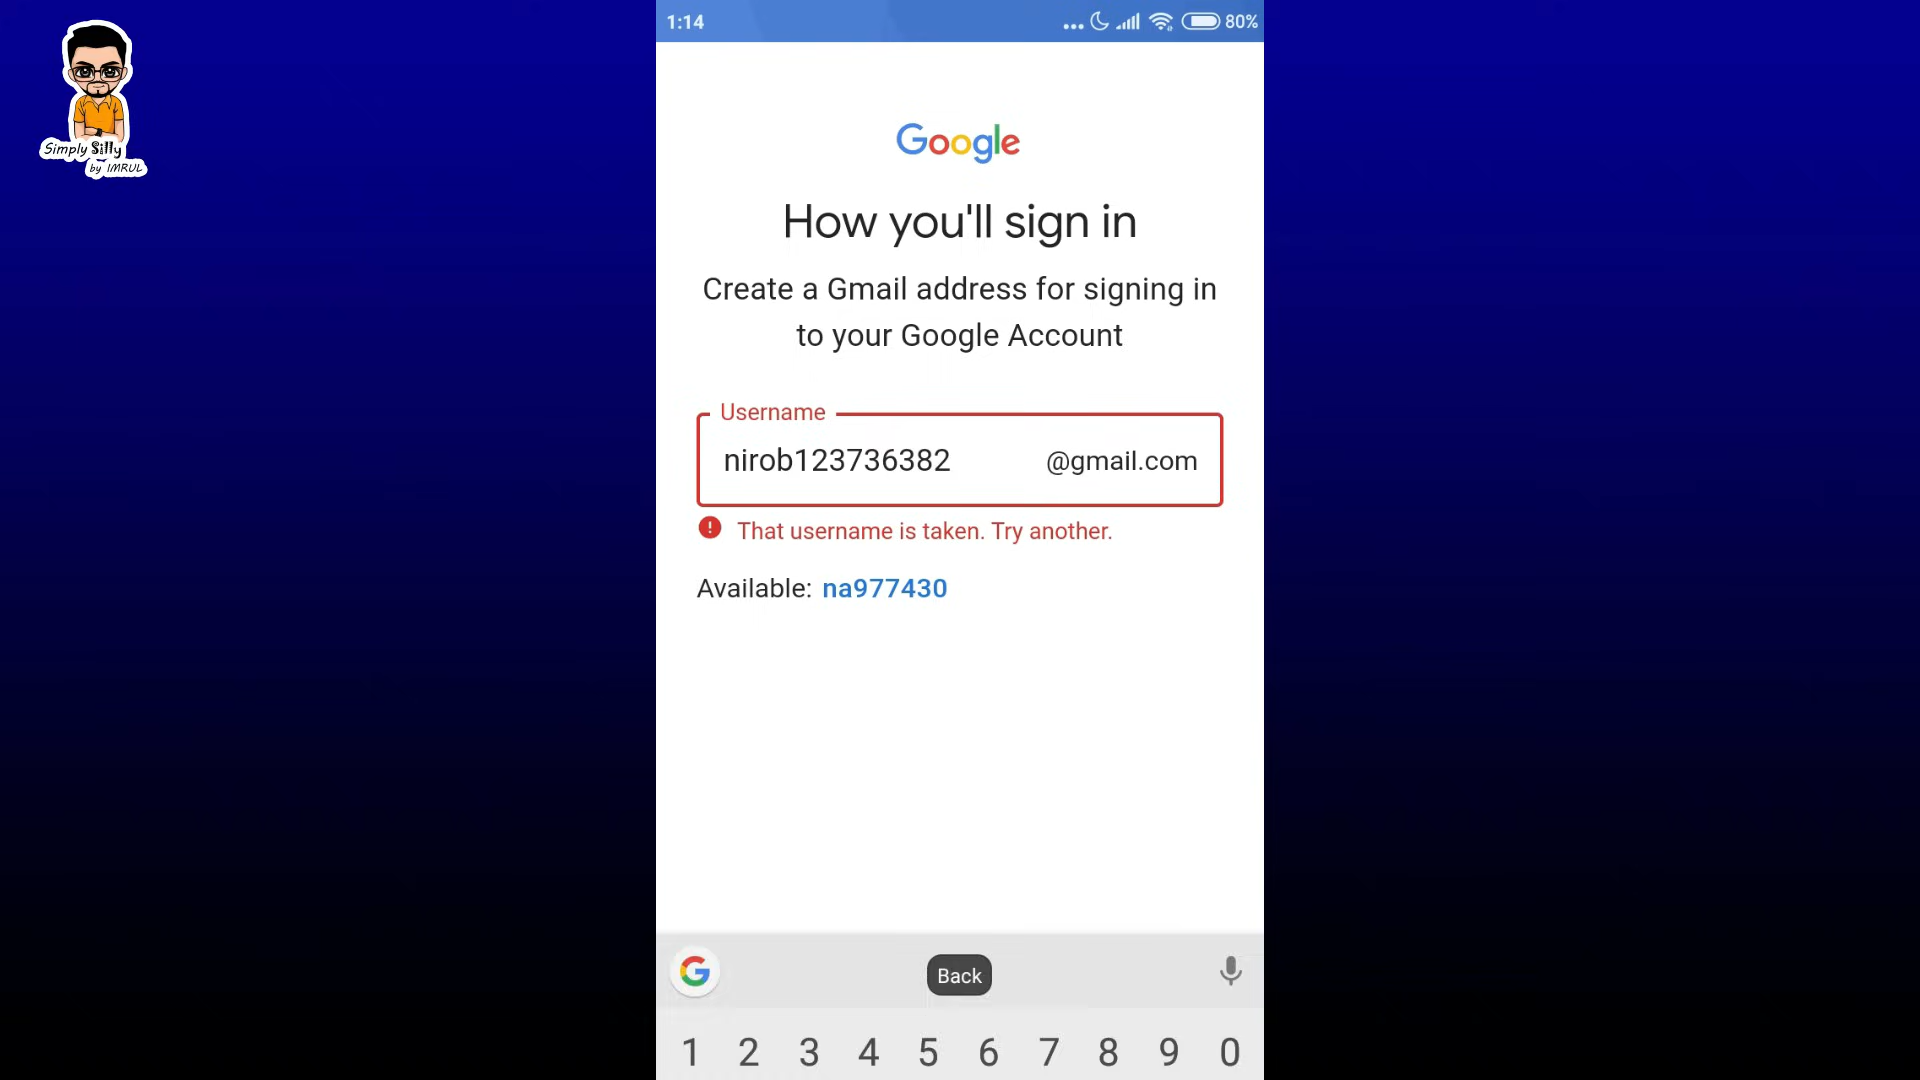 Simply Silly
by IMRUL
1:14
80%
Google
How you'll sign in
Create a Gmail address for signing in
to your Google Account
Username
nirob123736382 @gmail.com
That username is taken. Try another.
Available: na977430
G
Back
1 2 3 4 5 6 7 8 9 0